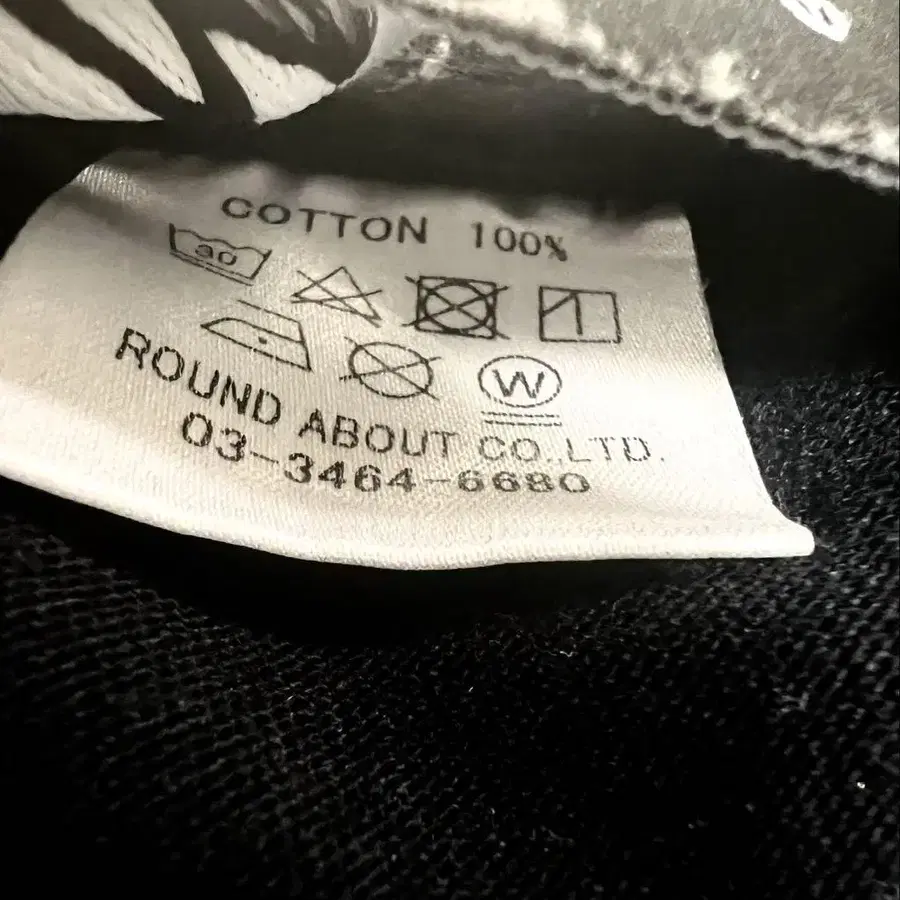 COTTON 100%
30
W
ROUND ABOUT CO.,LTD.
03-3464-6680